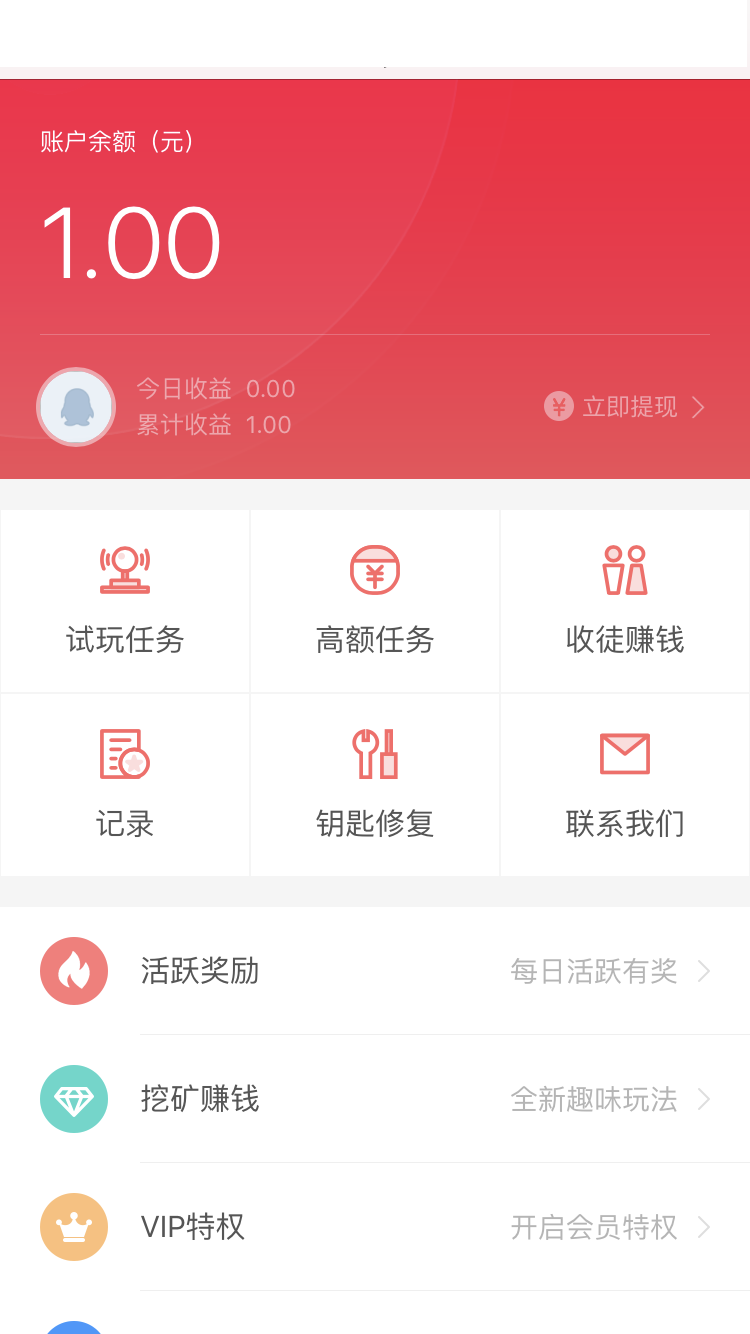 账户余额（元）
1.00
今日收益 0.00
累计收益 1.00
¥ 立即提现
试玩任务 高额任务 收徒赚钱
记录 钥匙修复 联系我们
活跃奖励 每日活跃有奖
挖矿赚钱 全新趣味玩法
VIP特权 开启会员特权